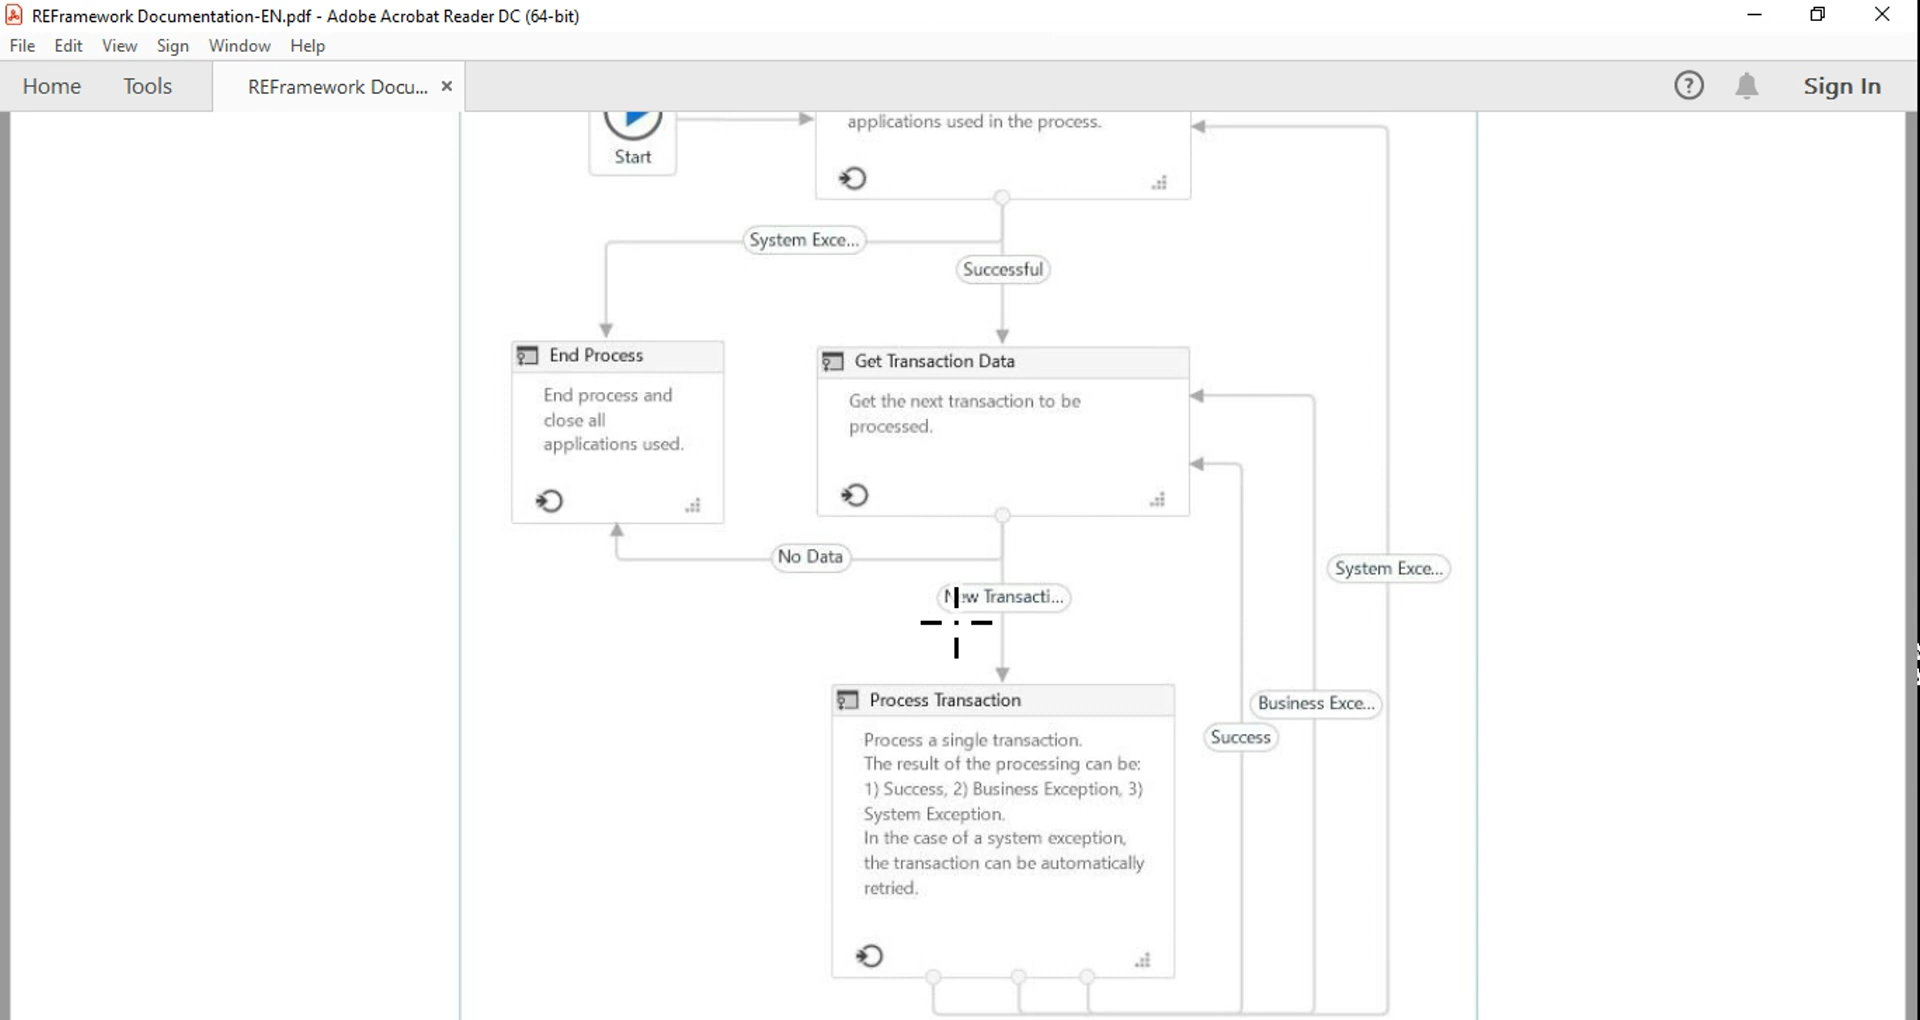 REFramework Documentation-EN.pdf - Adobe Acrobat Reader DC (64-bit)
File Edit View Sign Window Help
Home Tools REFramework Docu... × ? Sign In
applications used in the process.
Start
System Exce...
Successful
End Process
End process and
close all
applications used.
Get Transaction Data
Get the next transaction to be
processed.
No Data
System Exce...
Transacti...
Process Transaction
Process a single transaction.
The result of the processing can be:
1) Success, 2) Business Exception, 3)
System Exception.
In the case of a system exception,
the transaction can be automatically
retried.
Business Exce...
Success